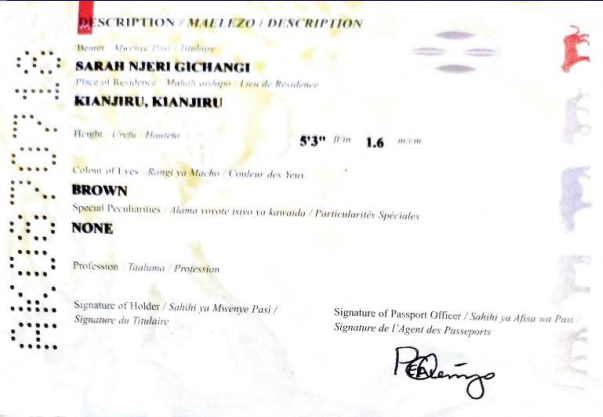 DESCRIPTION / MAELEZO / DESCRIPTION
Bearer / Mwenye Pasi / Titulaire
SARAH NJERI GICHANGI
Place of Residence / Mahali aishipo / Lieu de Résidence
KIANJIRU, KIANJIRU
Height / Urefu / Hauteur 5'3" ft/in 1.6 m/cm
Colour of Eyes / Rangi ya Macho / Couleur des Yeux
BROWN
Special Peculiarities / Alama yoyote isiyo ya kawaida / Particularités Spéciales
NONE
Profession / Taaluma / Profession
Signature of Holder / Sahihi ya Mwenye Pasi /
Signature du Titulaire
Signature of Passport Officer / Sahihi ya Afisa wa Pasi /
Signature de l'Agent des Passeports